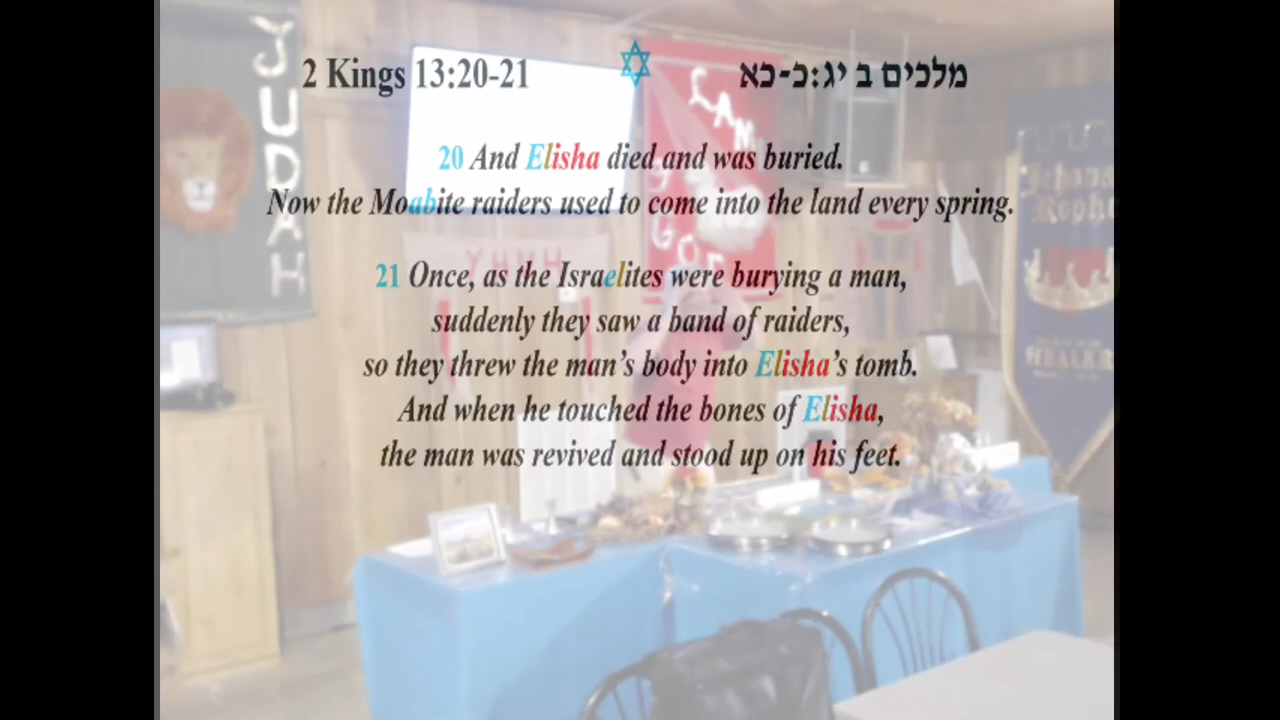 2 Kings 13:20-21
מלכים ב יג:כ-כא
20 And Elisha died and was buried.
Now the Moabite raiders used to come into the land every spring.
21 Once, as the Israelites were burying a man,
suddenly they saw a band of raiders,
so they threw the man’s body into Elisha’s tomb.
And when he touched the bones of Elisha,
the man was revived and stood up on his feet.
JUDAH
YHVH
GOD
HEALER